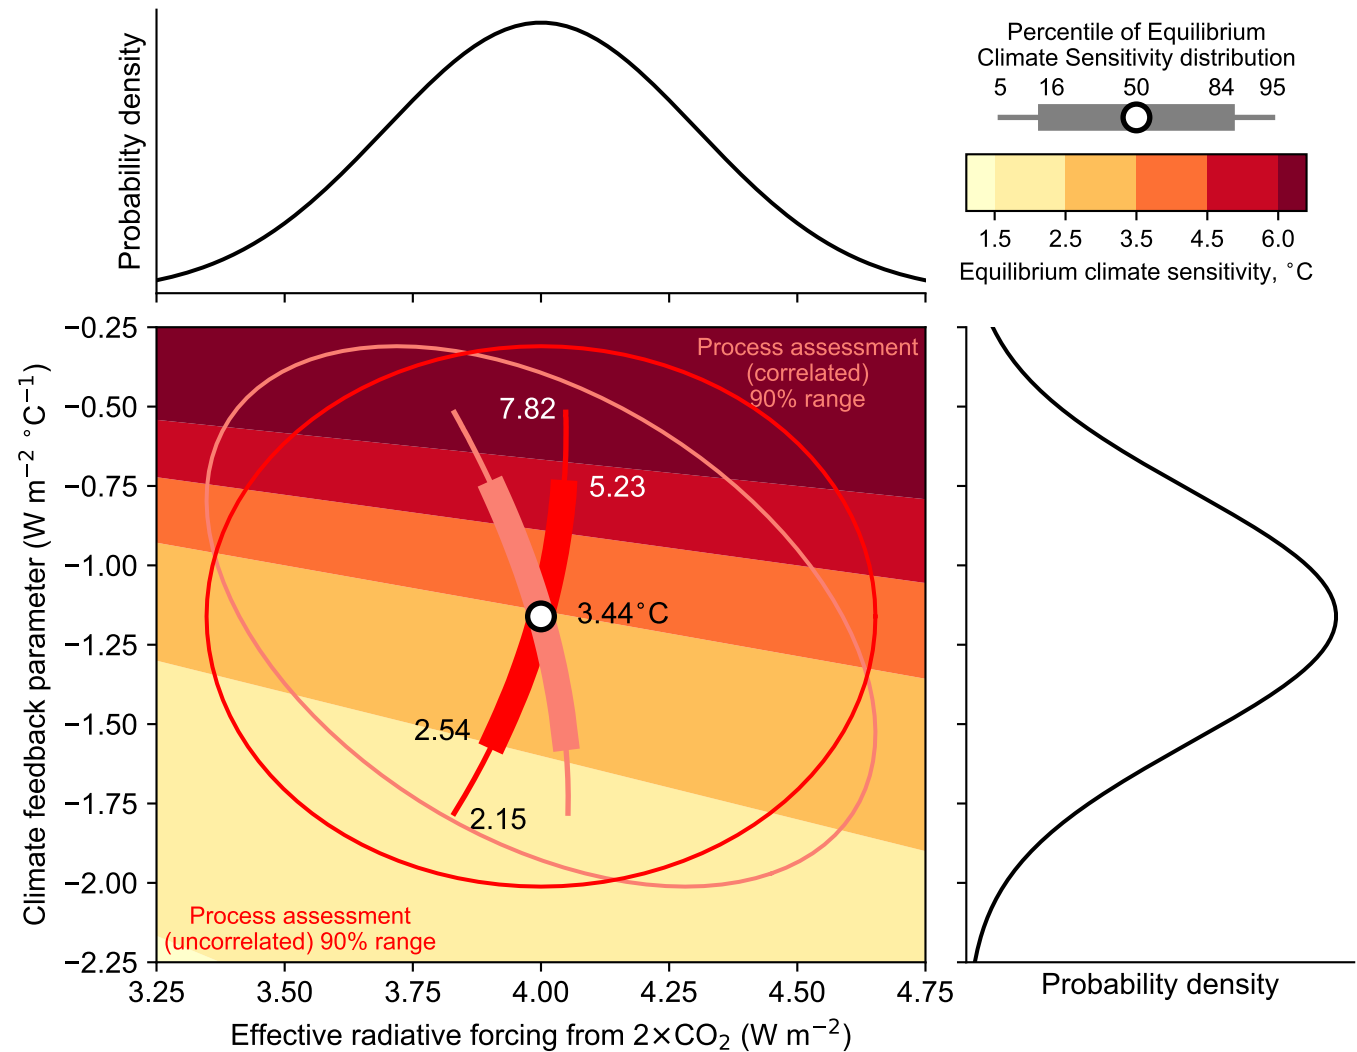 Probability density
Percentile of Equilibrium
Climate Sensitivity distribution
5 16 50 84 95
1.5 2.5 3.5 4.5 6.0
Equilibrium climate sensitivity, °C
Climate feedback parameter (W m⁻² °C⁻¹)
−0.25
−0.50
−0.75
−1.00
−1.25
−1.50
−1.75
−2.00
−2.25
Process assessment
(correlated)
90% range
7.82
5.23
3.44°C
2.54
2.15
Process assessment
(uncorrelated) 90% range
3.25 3.50 3.75 4.00 4.25 4.50 4.75
Effective radiative forcing from 2×CO₂ (W m⁻²)
Probability density